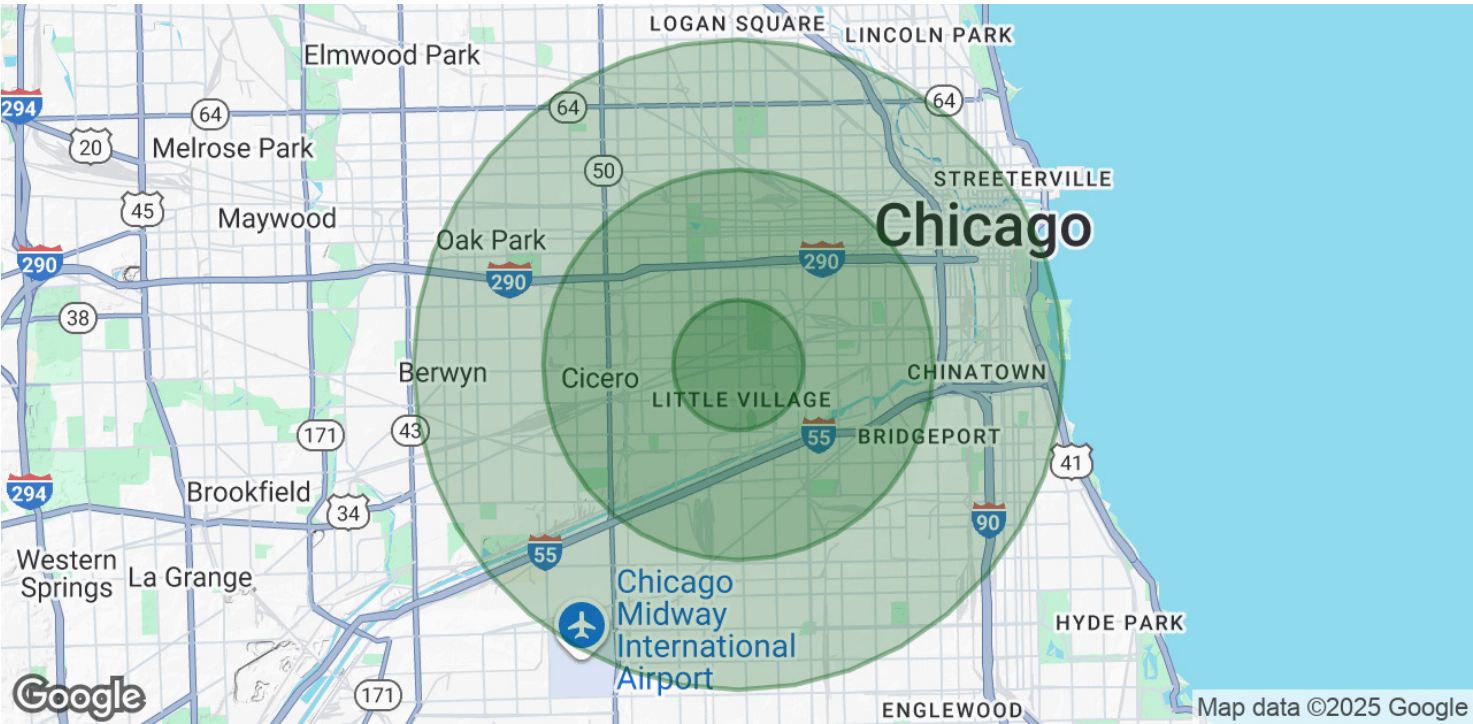 LOGAN SQUARE
LINCOLN PARK
Elmwood Park
294
64
64
64
20
Melrose Park
50
STREETERVILLE
45
Maywood
Chicago
Oak Park
290
290
290
38
Berwyn
Cicero
CHINATOWN
LITTLE VILLAGE
171
43
55
BRIDGEPORT
41
294
Brookfield
34
90
55
Western
Springs
La Grange
Chicago
Midway
International
Airport
HYDE PARK
171
Google
ENGLEWOOD
Map data ©2025 Google